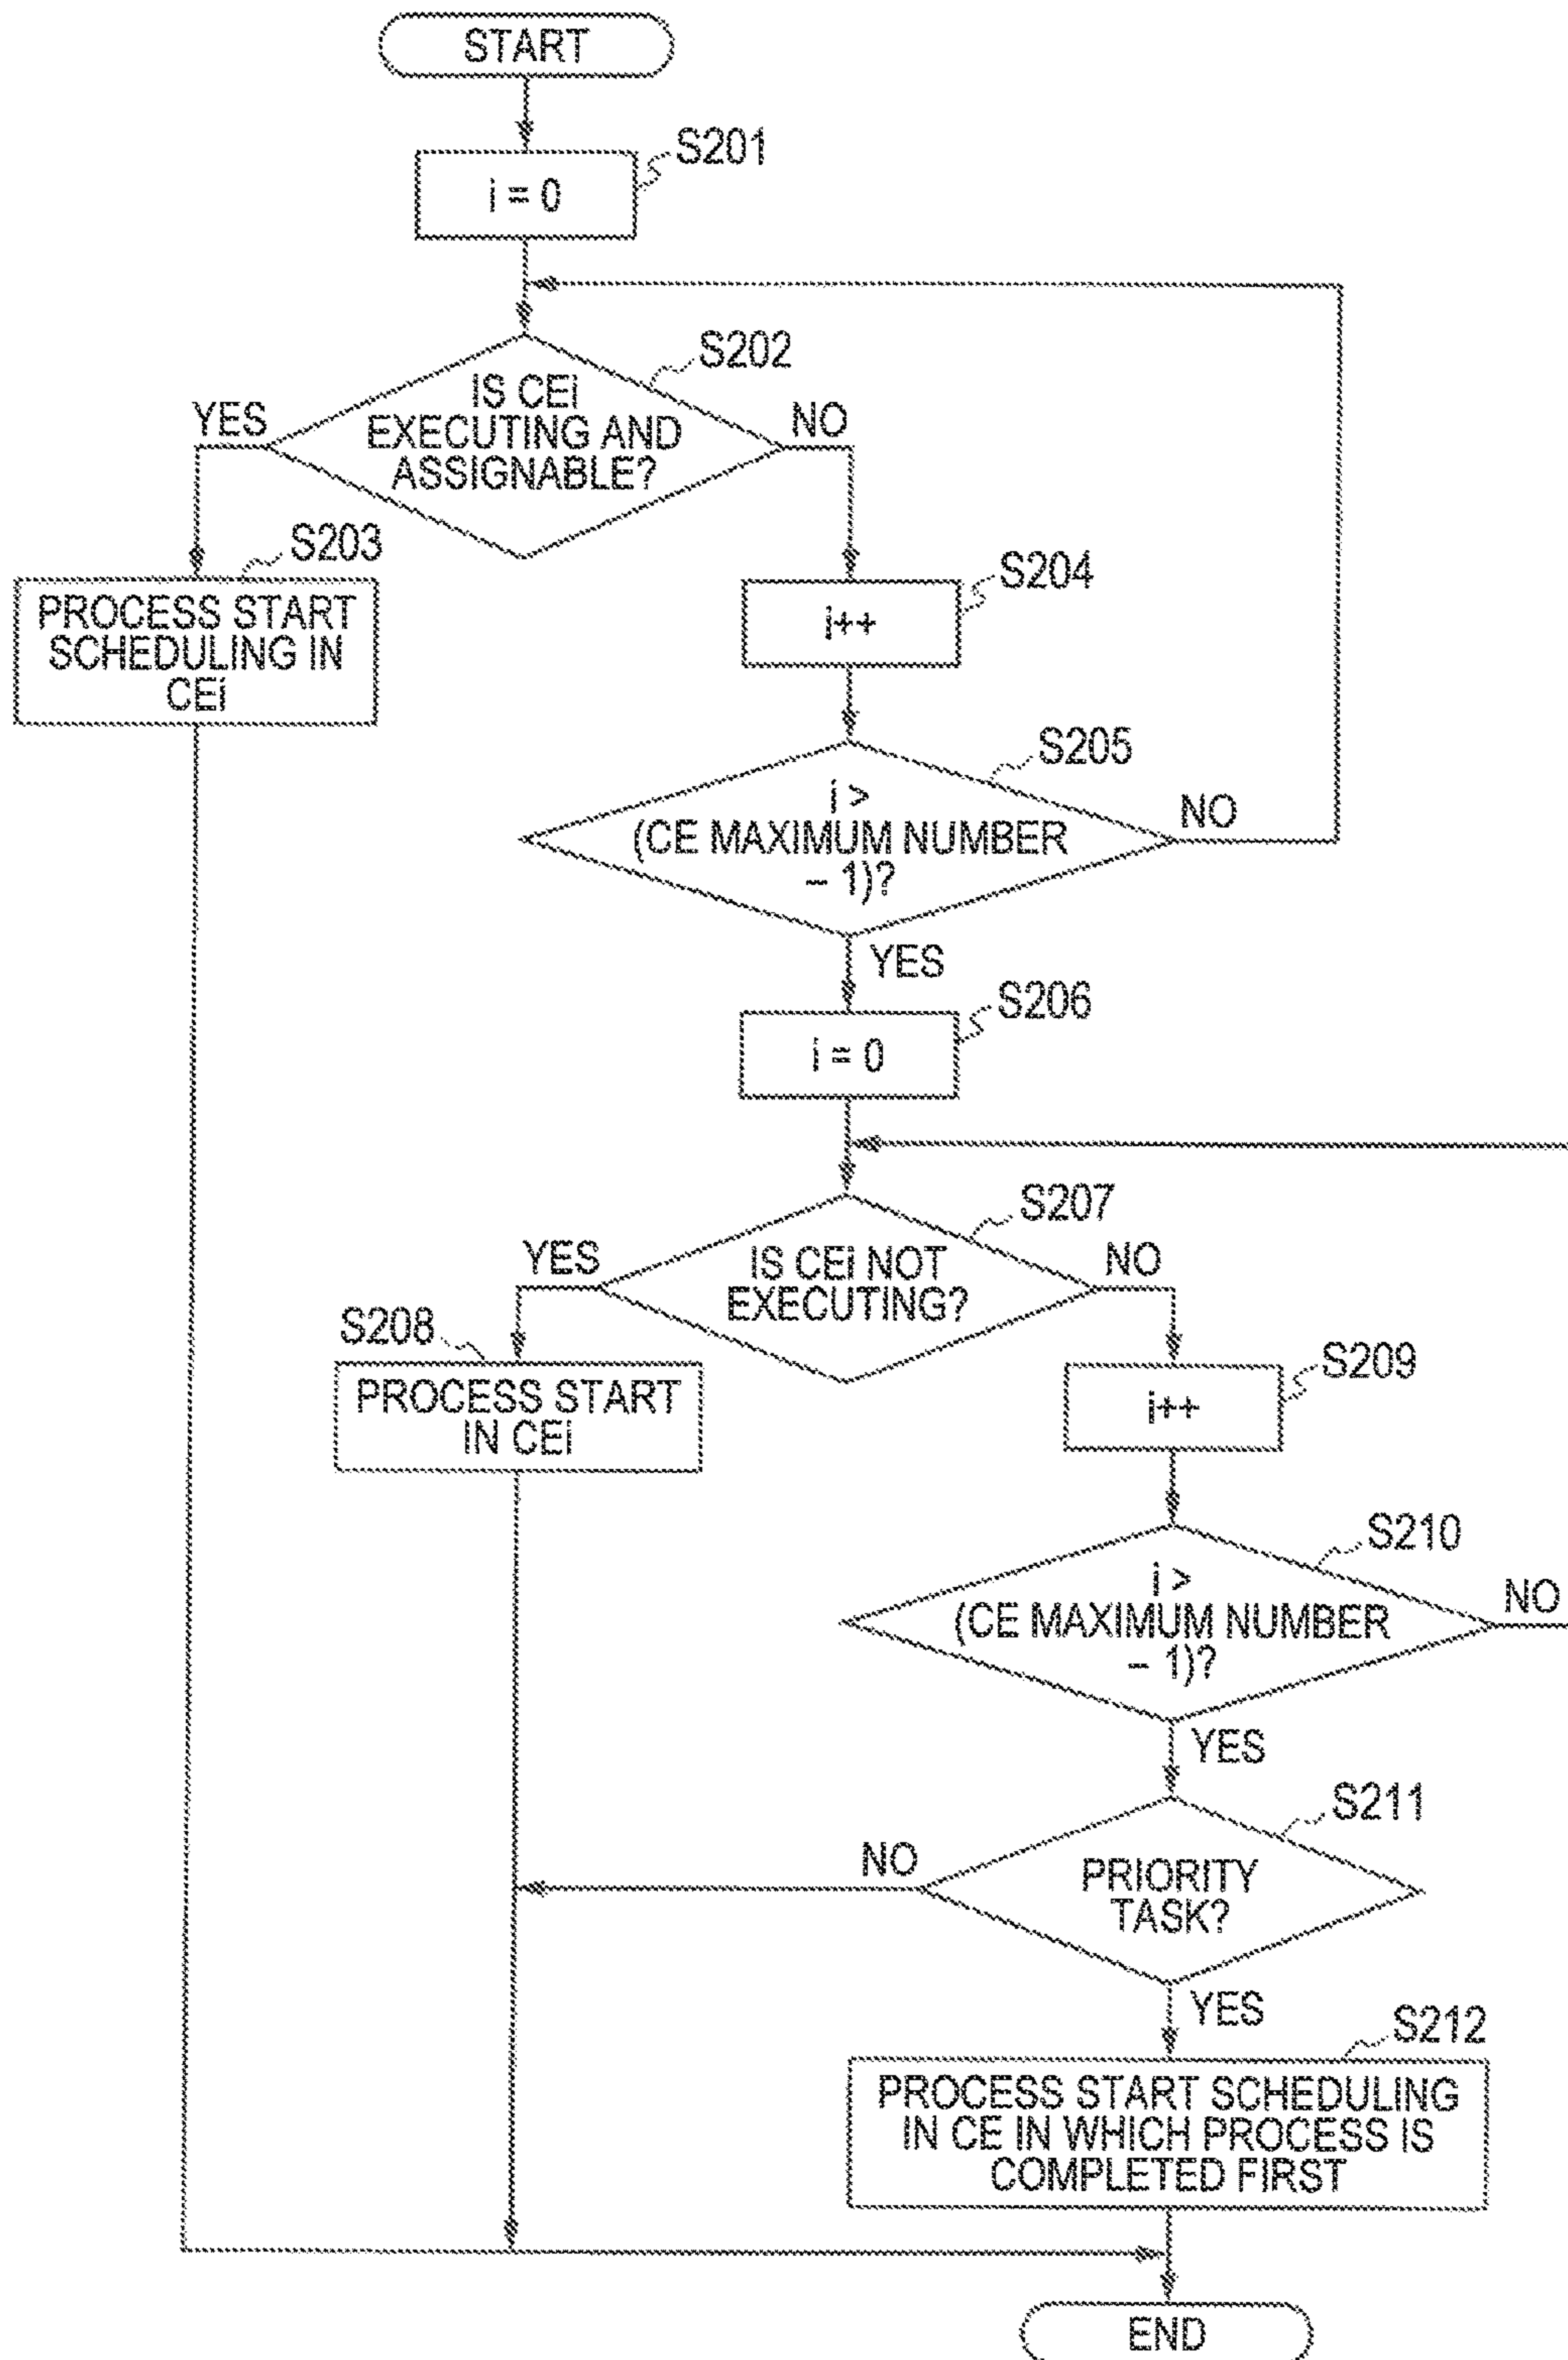 START
S201
i = 0
S202
IS CEi
EXECUTING AND
ASSIGNABLE?
YES
NO
S203
PROCESS START
SCHEDULING IN
CEi
S204
i++
S205
i >
(CE MAXIMUM NUMBER
– 1)?
NO
YES
S206
i = 0
S207
IS CEi NOT
EXECUTING?
YES
NO
S208
PROCESS START
IN CEi
S209
i++
S210
i >
(CE MAXIMUM NUMBER
– 1)?
NO
YES
S211
PRIORITY
TASK?
NO
YES
S212
PROCESS START SCHEDULING
IN CE IN WHICH PROCESS IS
COMPLETED FIRST
END